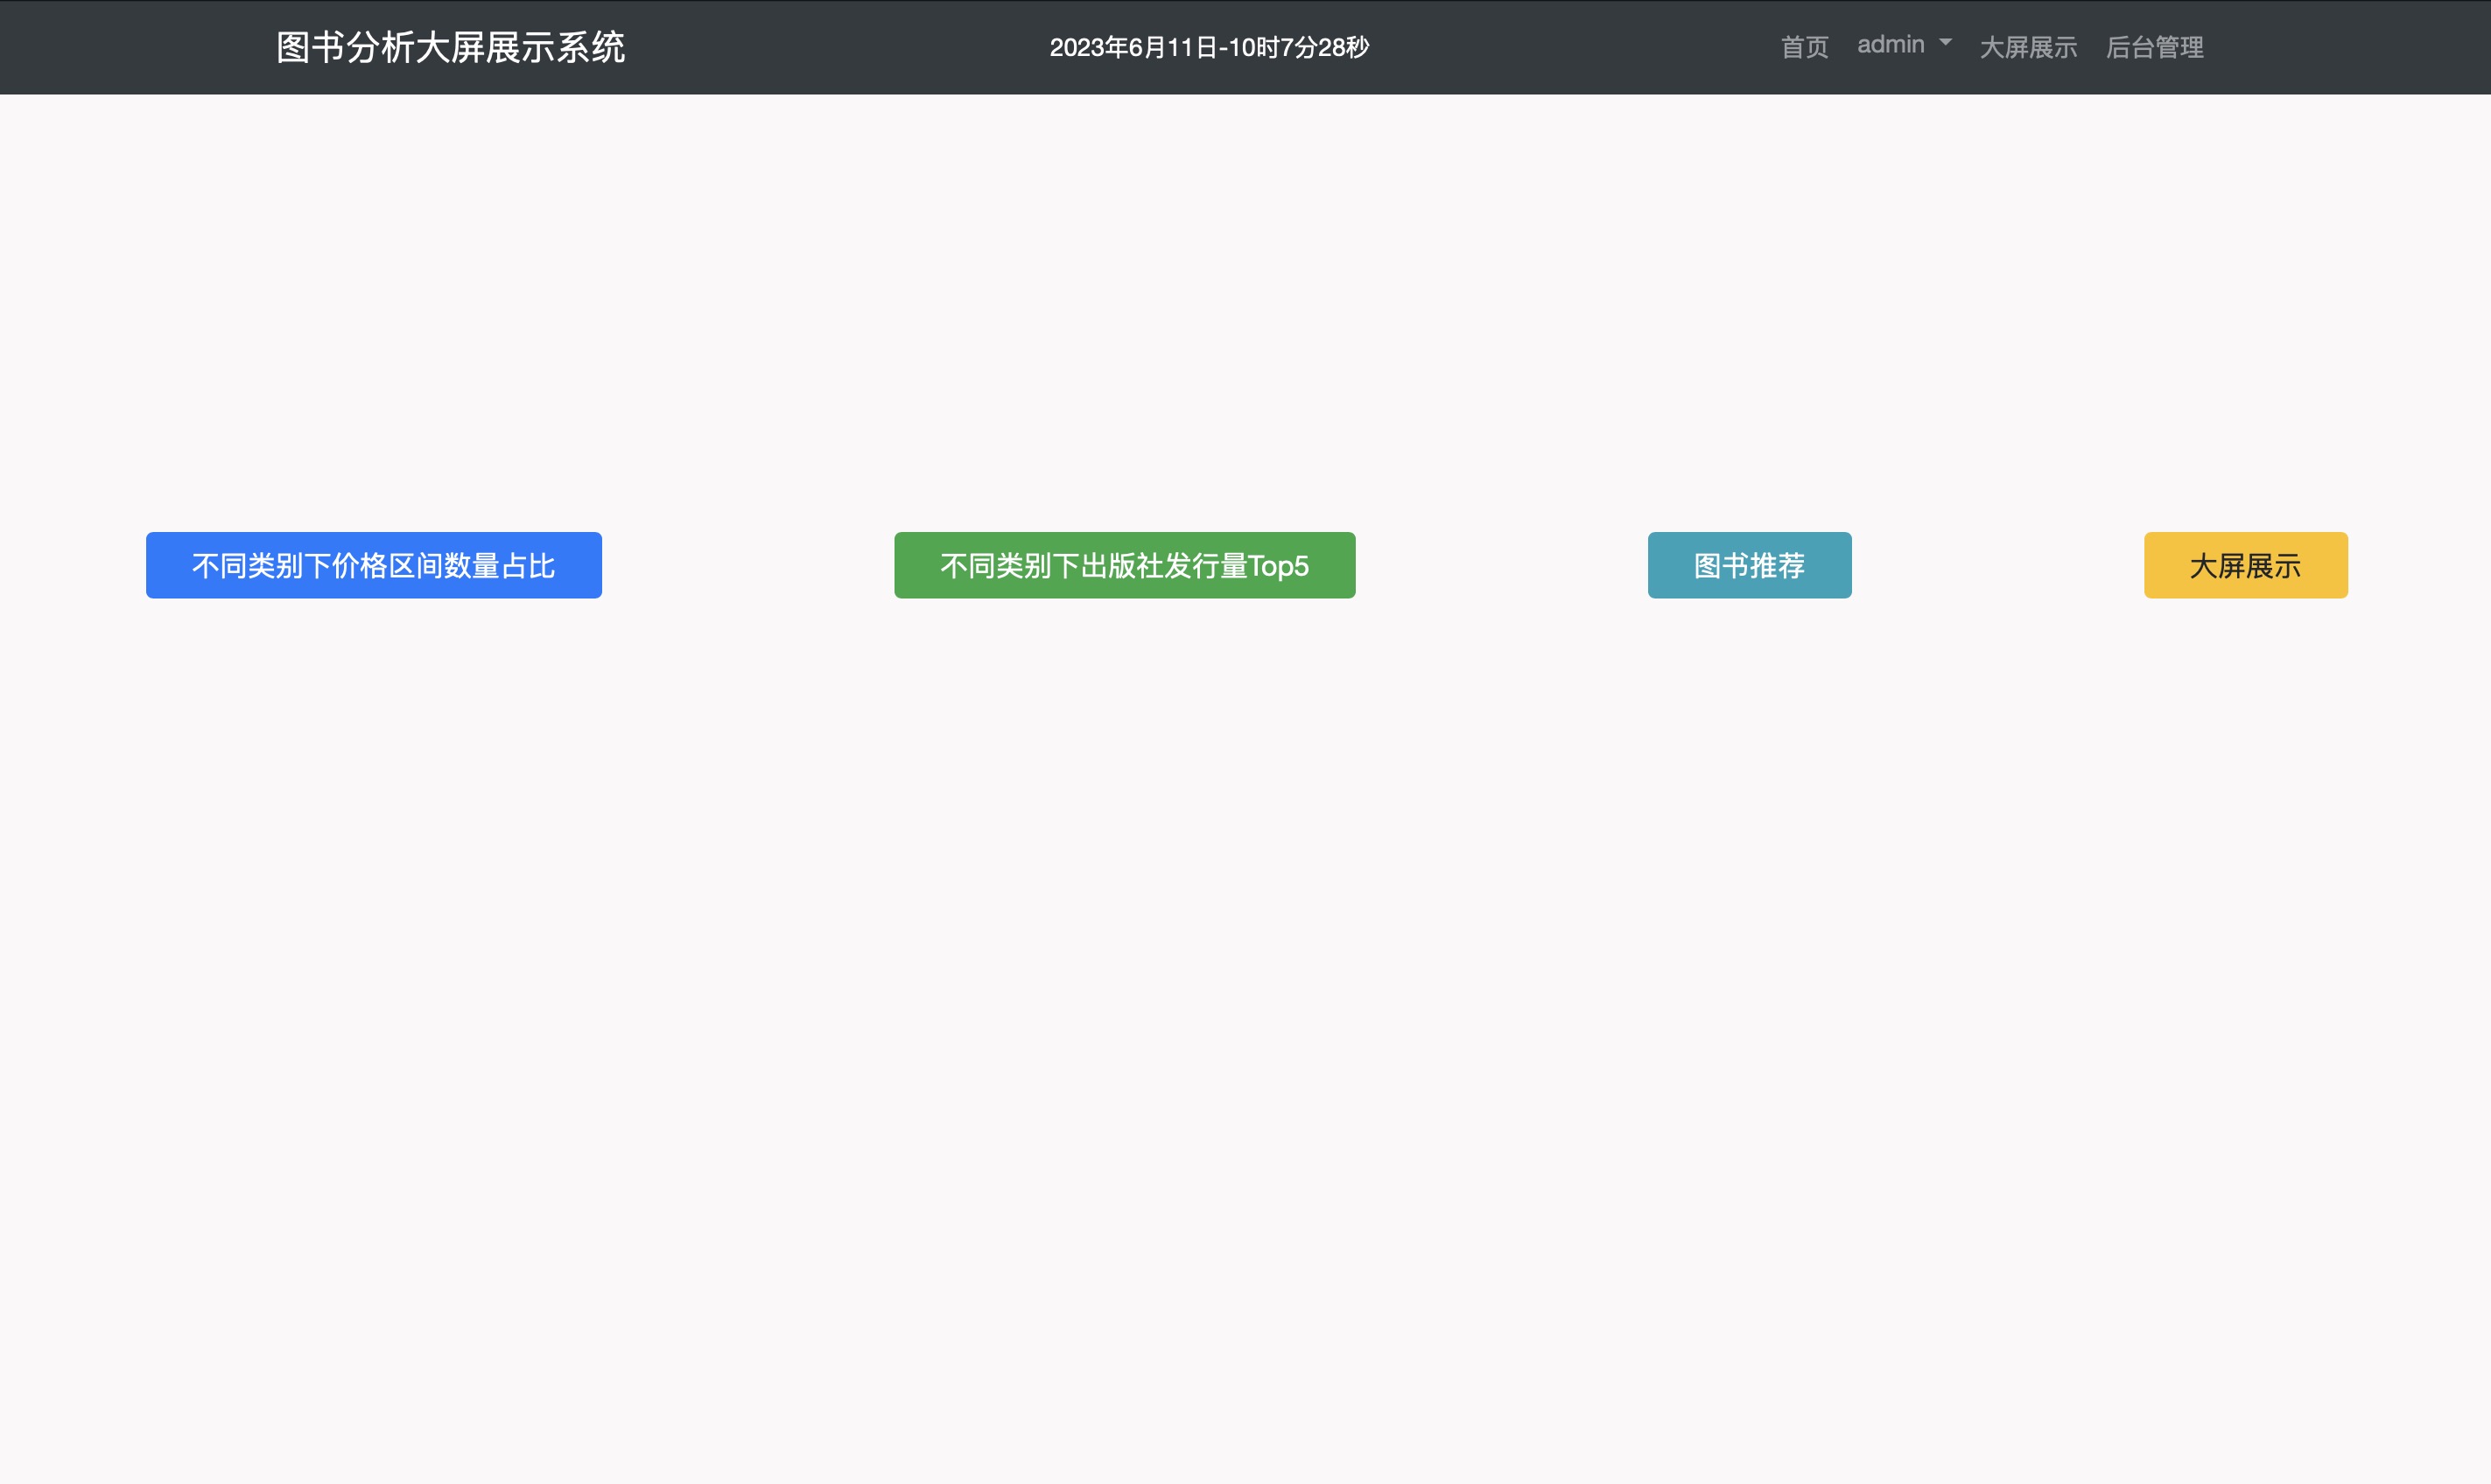 图书分析大屏展示系统
2023年6月11日-10时7分28秒
首页 admin 大屏展示 后台管理
不同类别下价格区间数量占比
不同类别下出版社发行量Top5
图书推荐
大屏展示